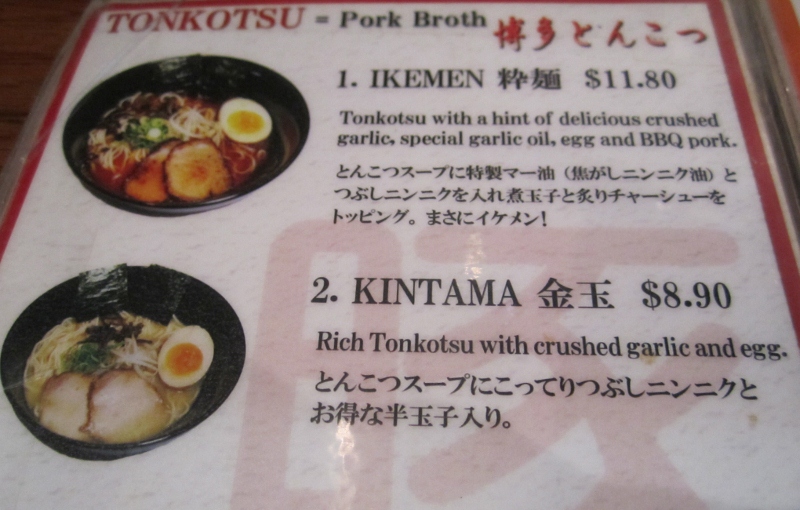 TONKOTSU = Pork Broth 博多とんこつ
1. IKEMEN 粋麺 $11.80
Tonkotsu with a hint of delicious crushed
garlic, special garlic oil, egg and BBQ pork.
とんこつスープに特製マー油（焦がしニンニク油）と
つぶしニンニクを入れ煮玉子と炙りチャーシューを
トッピング。まさにイケメン！
2. KINTAMA 金玉 $8.90
Rich Tonkotsu with crushed garlic and egg.
とんこつスープにこってりつぶしニンニクと
お得な半玉子入り。
豚